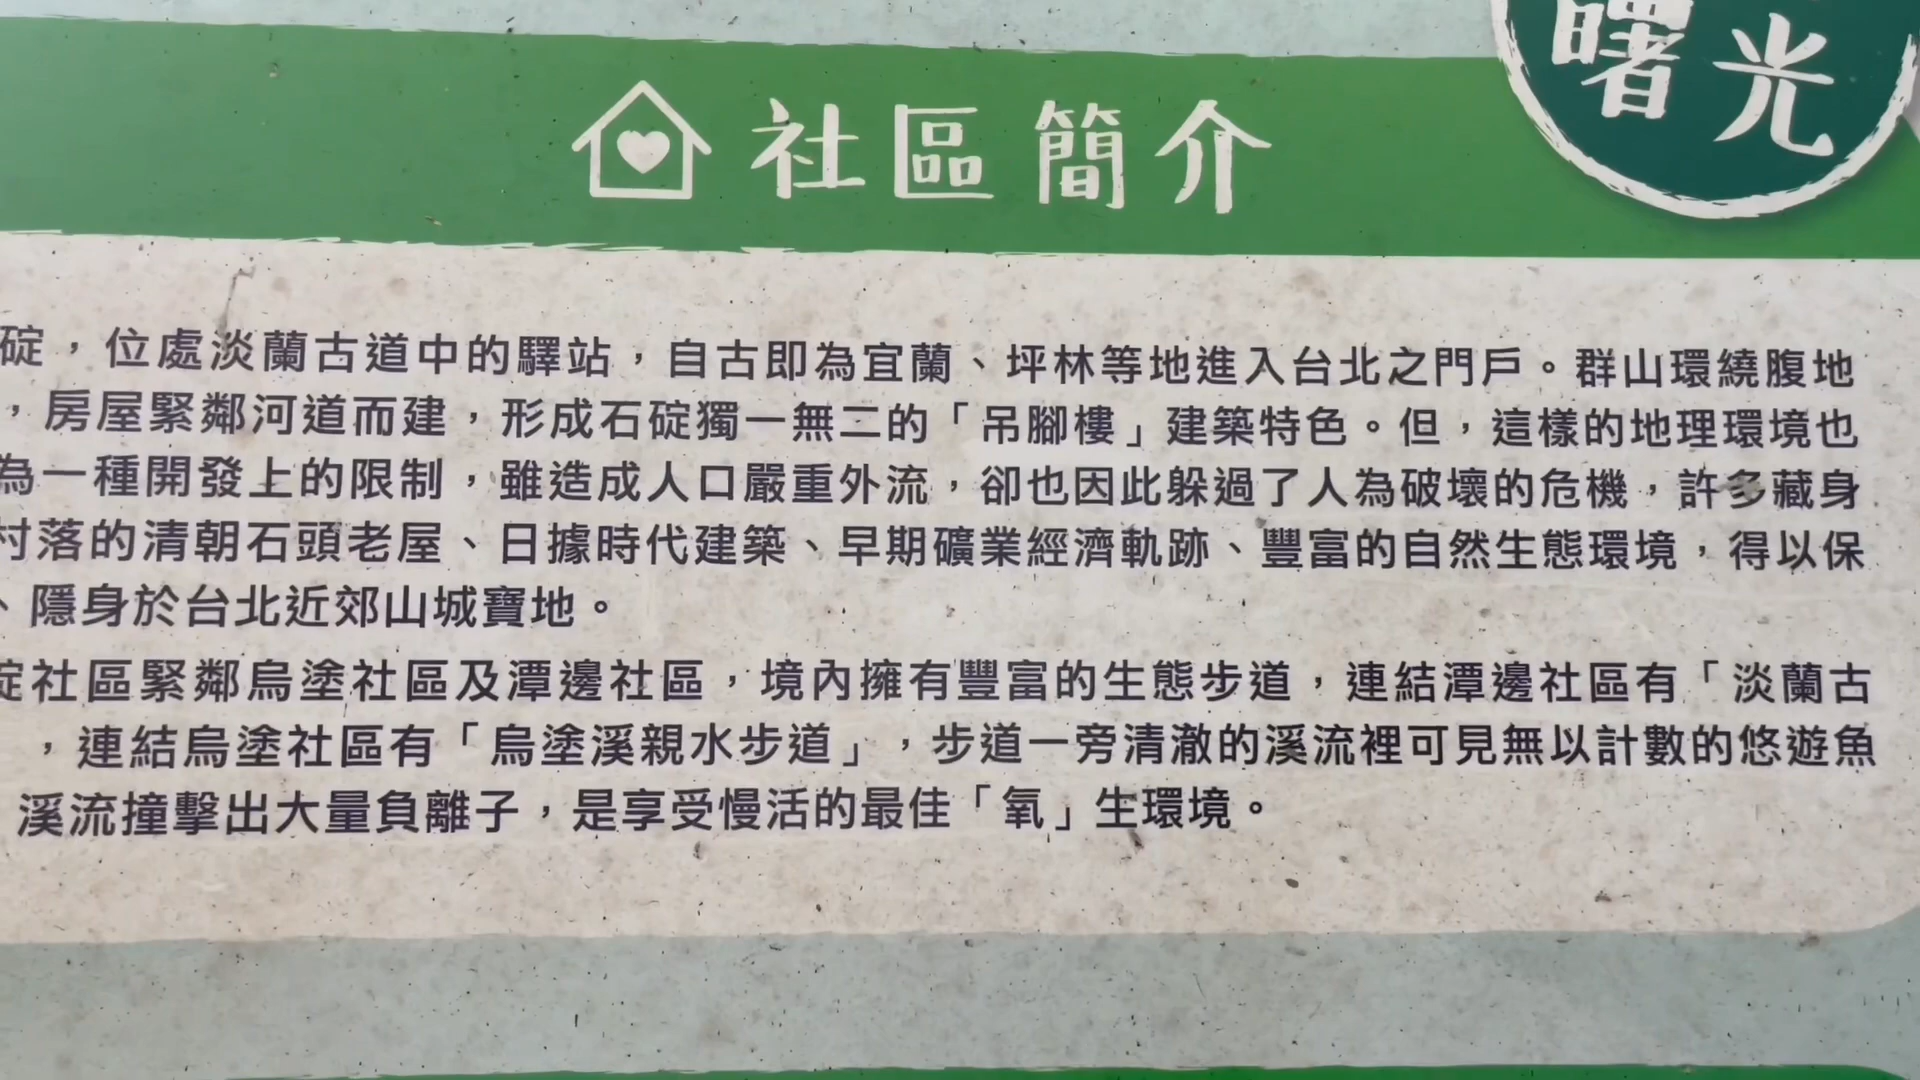 曙光
社區簡介
碇，位處淡蘭古道中的驛站，自古即為宜蘭、坪林等地進入台北之門戶。群山環繞腹地
，房屋緊鄰河道而建，形成石碇獨一無二的「吊腳樓」建築特色。但，這樣的地理環境也
為一種開發上的限制，雖造成人口嚴重外流，卻也因此躲過了人為破壞的危機，許多藏身
村落的清朝石頭老屋、日據時代建築、早期礦業經濟軌跡、豐富的自然生態環境，得以保
、隱身於台北近郊山城寶地。
碇社區緊鄰烏塗社區及潭邊社區，境內擁有豐富的生態步道，連結潭邊社區有「淡蘭古
，連結烏塗社區有「烏塗溪親水步道」，步道一旁清澈的溪流裡可見無以計數的悠遊魚
溪流撞擊出大量負離子，是享受慢活的最佳「氧」生環境。